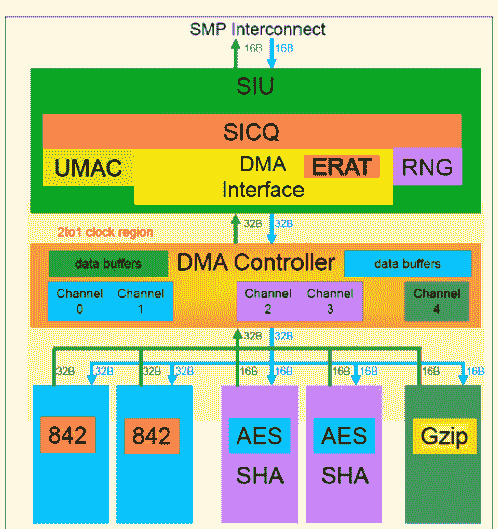 SMP Interconnect
16B 16B
SIU
SICQ
UMAC DMA Interface ERAT RNG
32B 32B
2to1 clock region
data buffers DMA Controller data buffers
Channel 0 Channel 1 Channel 2 Channel 3 Channel 4
32B 32B
32B 32B 32B 32B 16B 16B 16B 16B 16B 16B
842 842 AES AES Gzip
SHA SHA